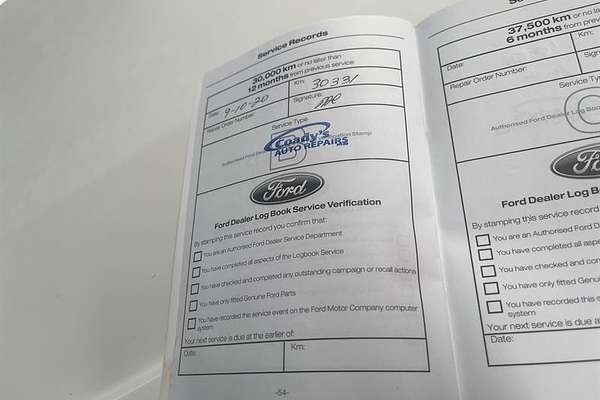 Service Records
30,000 km or no later than
12 months from previous service
Date: 9-10-20
Km: 30331
Repair Order Number:
Signature:
Service Type
B
Authorised Ford Dealer Log Book Verification Stamp
Coady's
AUTO REPAIRS
Ford
Ford Dealer Log Book Service Verification
By stamping this service record you confirm that:
You are an Authorised Ford Dealer Service Department
You have completed all aspects of the Logbook Service
You have checked and completed any outstanding campaign or recall actions
You have only fitted Genuine Ford Parts
You have recorded this service event on the Ford Motor Company computer
system
Your next service is due at the earlier of:
Date:
Km:
-54-
37,500 km or no
6 months from previou
Date:
Km:
Repair Order Number:
Signature
Service Type
C
Authorised Ford Dealer Log Book
Fo
Ford Dealer Log B
By stamping this service record
You are an Authorised Ford D
You have completed all aspe
You have checked and com
You have only fitted Genuine
You have recorded this servi
system
Your next service is due a
Date: